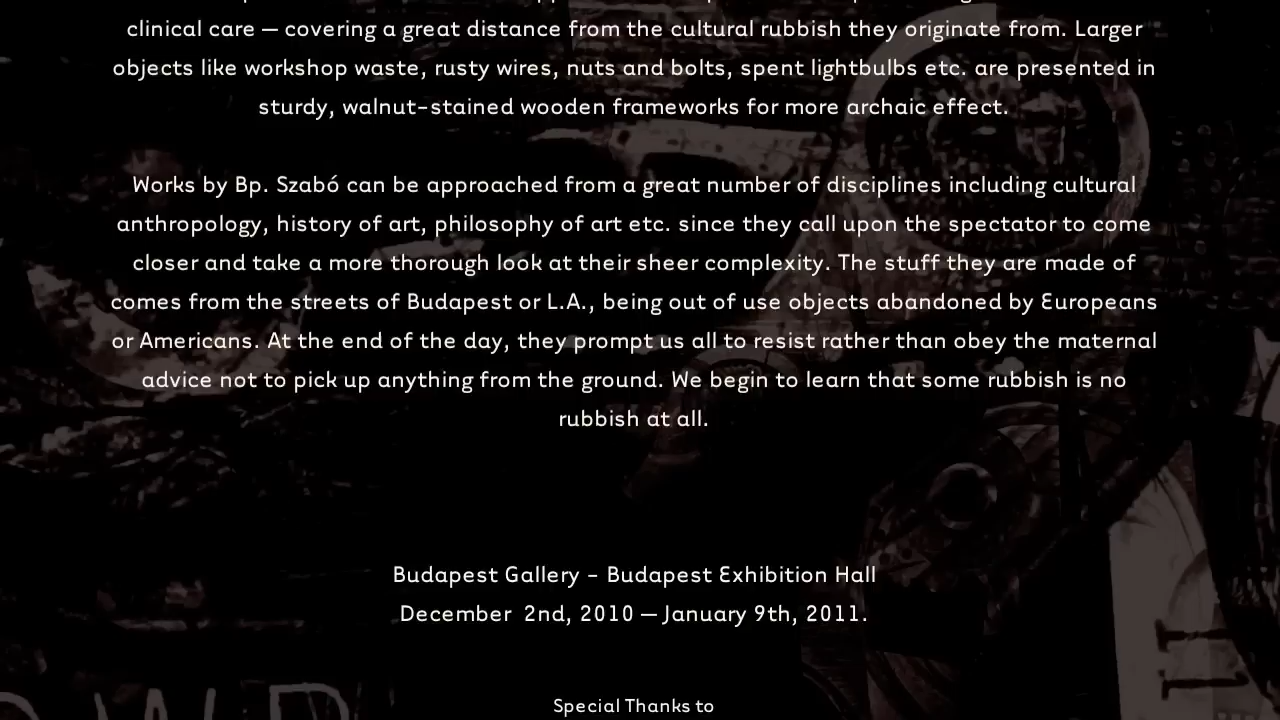 clinical care — covering a great distance from the cultural rubbish they originate from. Larger
objects like workshop waste, rusty wires, nuts and bolts, spent lightbulbs etc. are presented in
sturdy, walnut-stained wooden frameworks for more archaic effect.
Works by Bp. Szabó can be approached from a great number of disciplines including cultural
anthropology, history of art, philosophy of art etc. since they call upon the spectator to come
closer and take a more thorough look at their sheer complexity. The stuff they are made of
comes from the streets of Budapest or L.A., being out of use objects abandoned by Europeans
or Americans. At the end of the day, they prompt us all to resist rather than obey the maternal
advice not to pick up anything from the ground. We begin to learn that some rubbish is no
rubbish at all.
Budapest Gallery - Budapest Exhibition Hall
December 2nd, 2010 — January 9th, 2011.
Special Thanks to